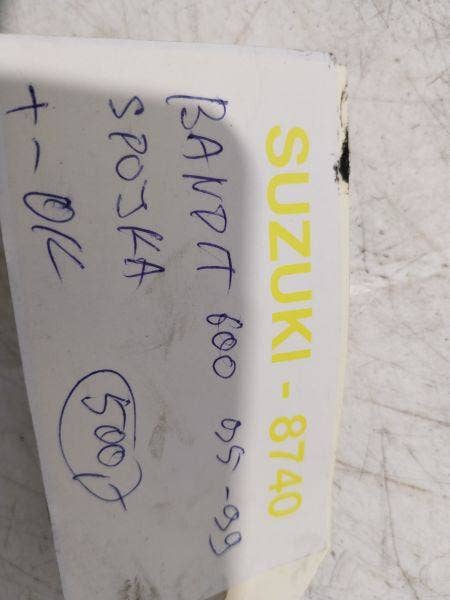 SUZUKI - 8740
BANDIT 600 95-99
SPOJKA
+ - OK
500